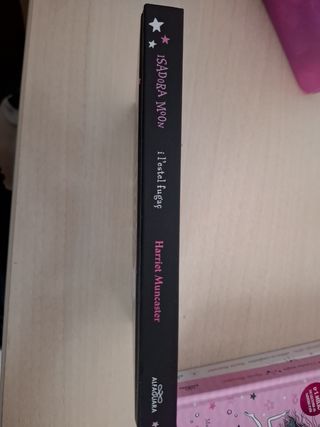 ISADORA MOON
i l'estel fugaç
Harriet Muncaster
ALFAGUARA